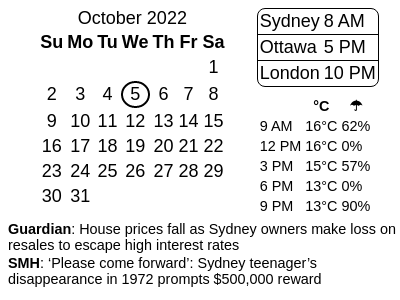 October 2022
Su Mo Tu We Th Fr Sa
1
2 3 4 5 6 7 8
9 10 11 12 13 14 15
16 17 18 19 20 21 22
23 24 25 26 27 28 29
30 31
Sydney 8 AM
Ottawa 5 PM
London 10 PM
°C ☂
9 AM 16°C 62%
12 PM 16°C 0%
3 PM 15°C 57%
6 PM 13°C 0%
9 PM 13°C 90%
Guardian: House prices fall as Sydney owners make loss on
resales to escape high interest rates
SMH: ‘Please come forward’: Sydney teenager’s
disappearance in 1972 prompts $500,000 reward